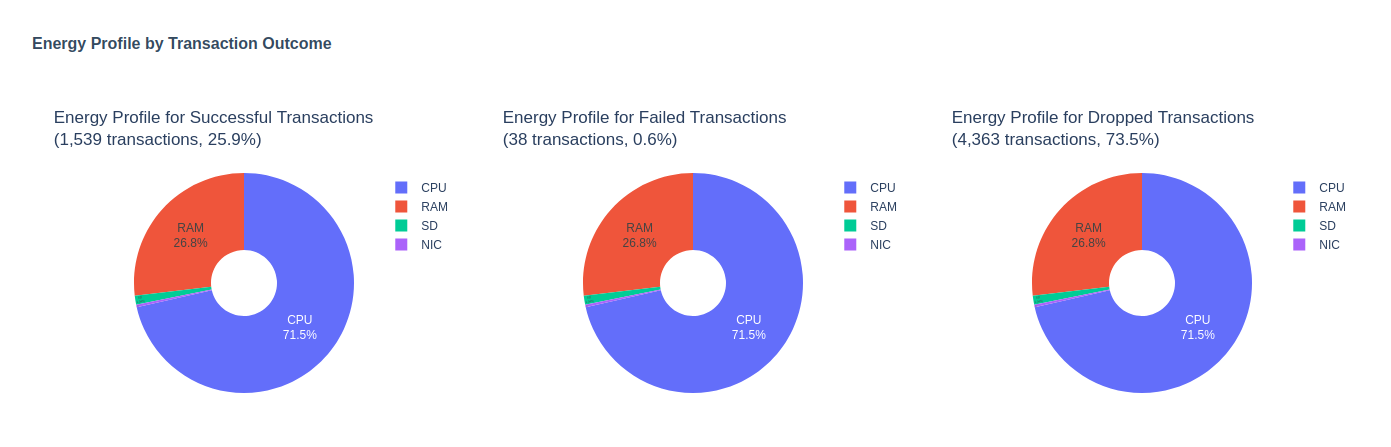 Energy Profile by Transaction Outcome
Energy Profile for Successful Transactions
(1,539 transactions, 25.9%)
RAM
26.8%
CPU
71.5%
CPU
RAM
SD
NIC
Energy Profile for Failed Transactions
(38 transactions, 0.6%)
RAM
26.8%
CPU
71.5%
CPU
RAM
SD
NIC
Energy Profile for Dropped Transactions
(4,363 transactions, 73.5%)
RAM
26.8%
CPU
71.5%
CPU
RAM
SD
NIC